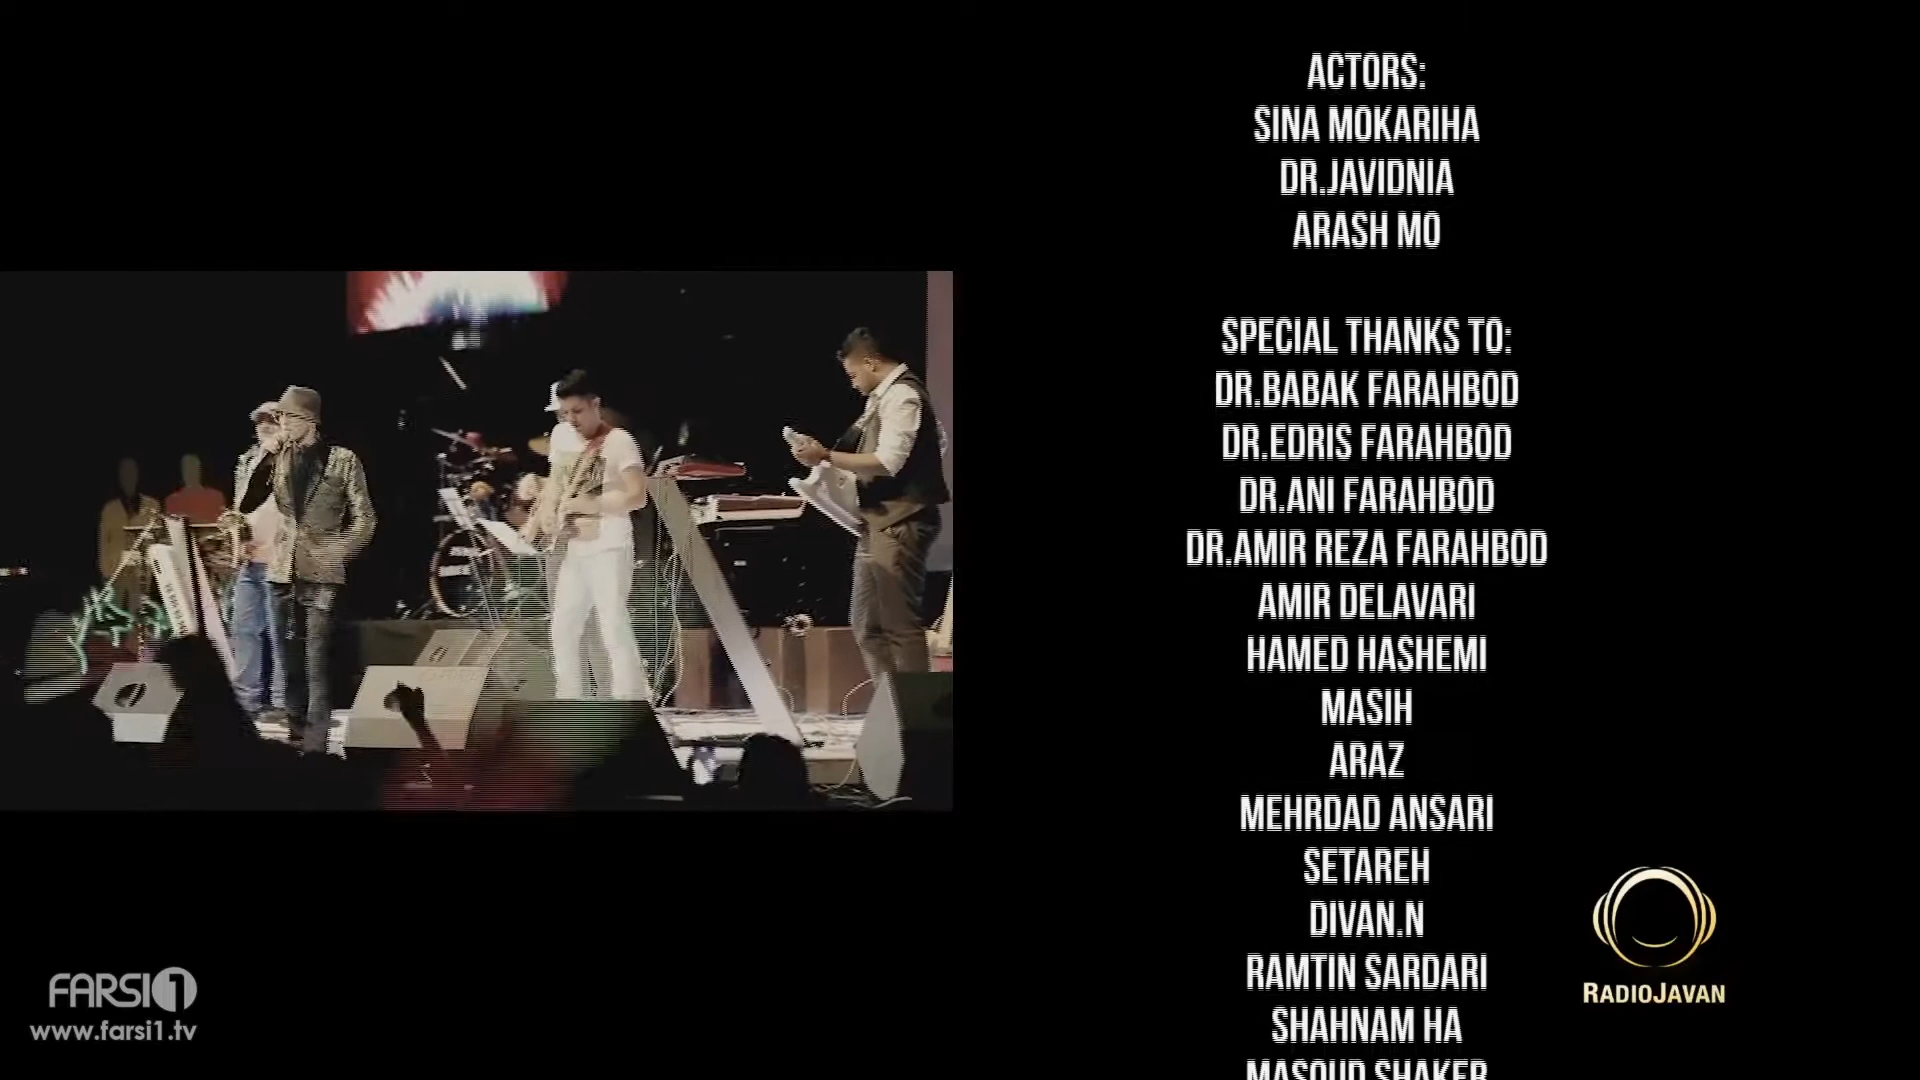 ACTORS:
SINA MOKARIHA
DR.JAVIDNIA
ARASH MO
SPECIAL THANKS TO:
DR.BABAK FARAHBOD
DR.EDRIS FARAHBOD
DR.ANI FARAHBOD
DR.AMIR REZA FARAHBOD
AMIR DELAVARI
HAMED HASHEMI
MASIH
ARAZ
MEHRDAD ANSARI
SETAREH
DIVAN.N
RAMTIN SARDARI
SHAHNAM HA
MASOUD SHAKER
RADIOJAVAN
FARSI1
www.farsi1.tv